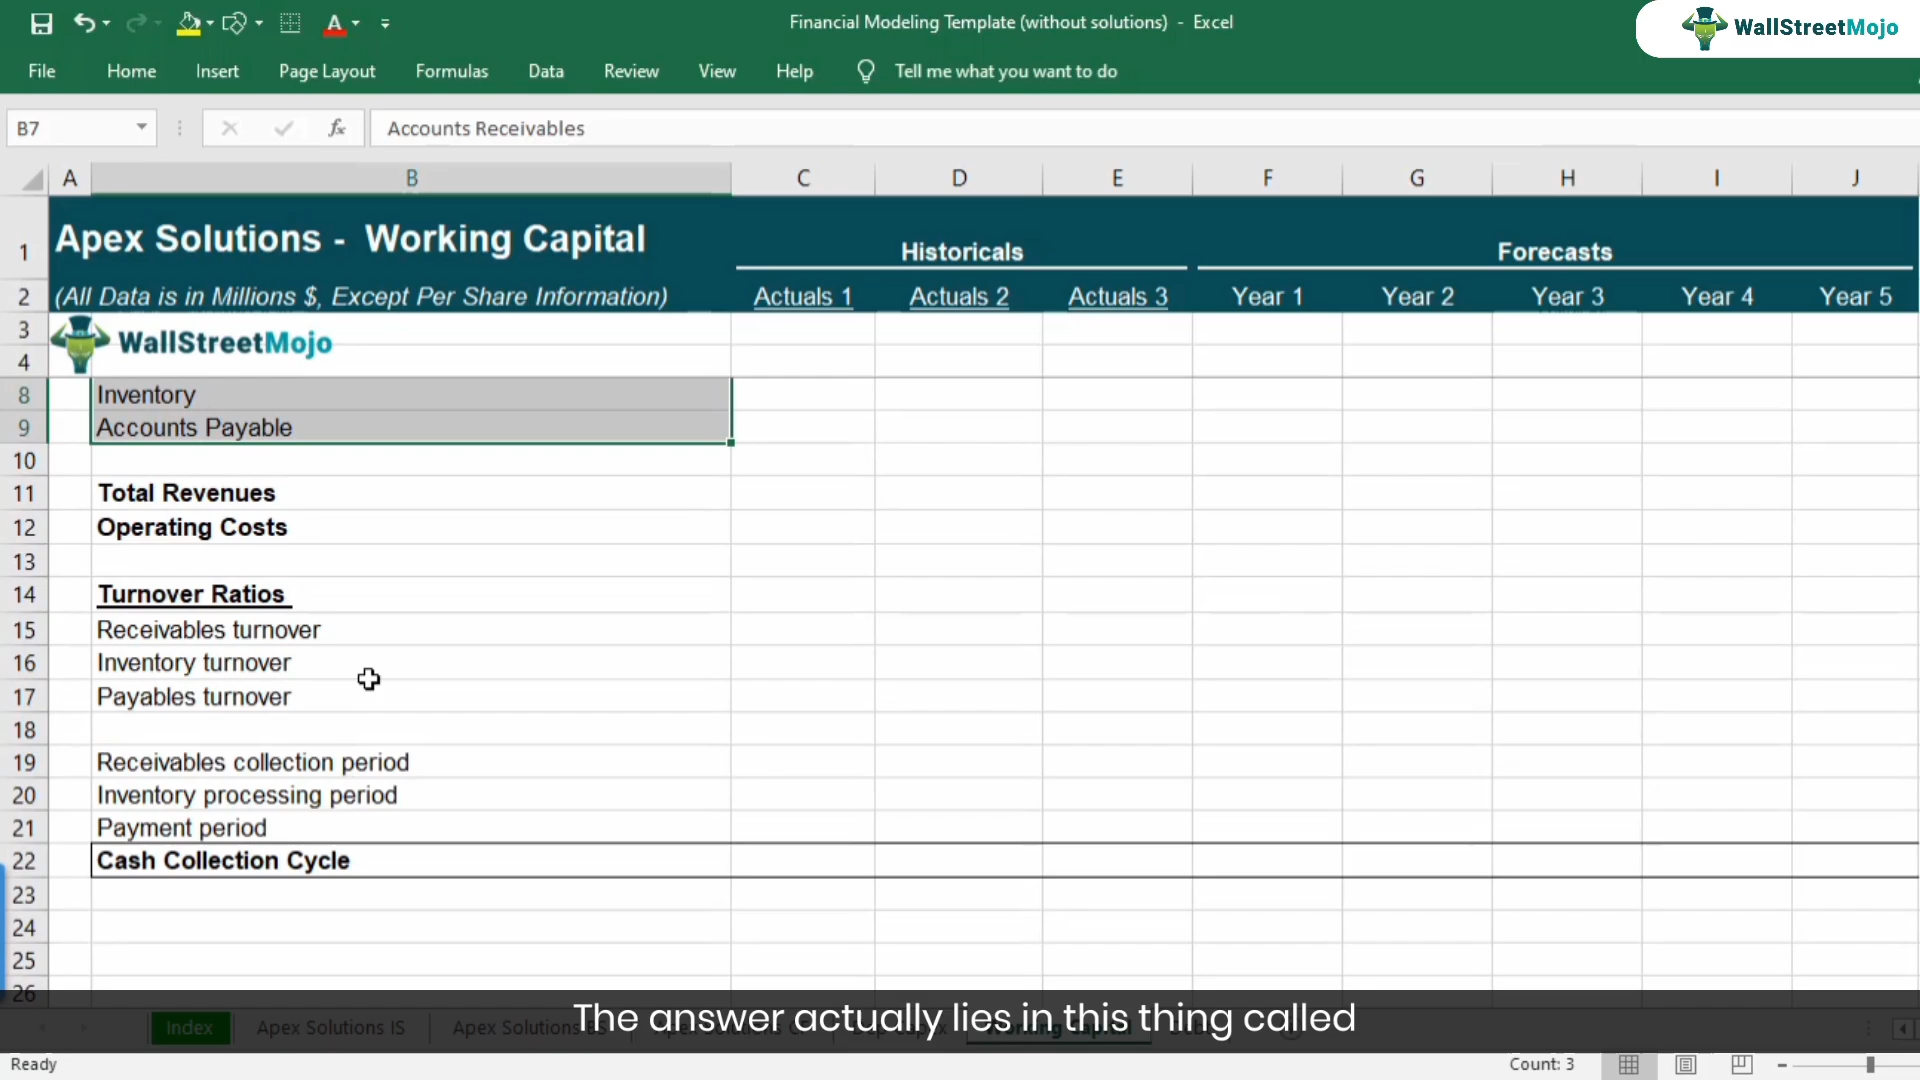 Financial Modeling Template (without solutions) - Excel
WallStreetMojo
File Home Insert Page Layout Formulas Data Review View Help Tell me what you want to do
B7 fx Accounts Receivables
A B C D E F G H I J
1 Apex Solutions - Working Capital Historicals Forecasts
2 (All Data is in Millions $, Except Per Share Information) Actuals 1 Actuals 2 Actuals 3 Year 1 Year 2 Year 3 Year 4 Year 5
3
WallStreetMojo
4
8 Inventory
9 Accounts Payable
10
11 Total Revenues
12 Operating Costs
13
14 Turnover Ratios
15 Receivables turnover
16 Inventory turnover
17 Payables turnover
18
19 Receivables collection period
20 Inventory processing period
21 Payment period
22 Cash Collection Cycle
23
24
25
26
The answer actually lies in this thing called
Index Apex Solutions IS Apex Solutions Working Capital
Ready Count: 3